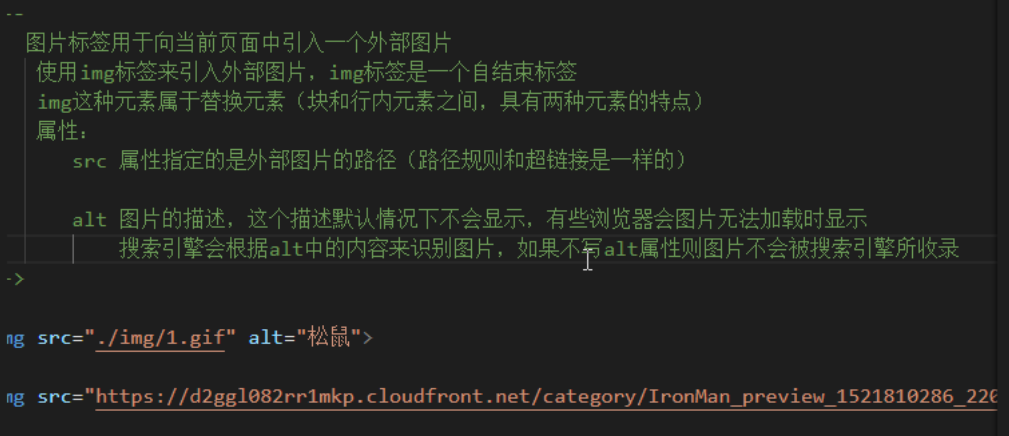 --
图片标签用于向当前页面中引入一个外部图片
使用img标签来引入外部图片，img标签是一个自结束标签
img这种元素属于替换元素（块和行内元素之间，具有两种元素的特点）
属性：
src 属性指定的是外部图片的路径（路径规则和超链接是一样的）
alt 图片的描述，这个描述默认情况下不会显示，有些浏览器会图片无法加载时显示
搜索引擎会根据alt中的内容来识别图片，如果不写alt属性则图片不会被搜索引擎所收录
->
mg src="./img/1.gif" alt="松鼠">
mg src="https://d2ggl082rr1mkp.cloudfront.net/category/IronMan_preview_1521810286_220